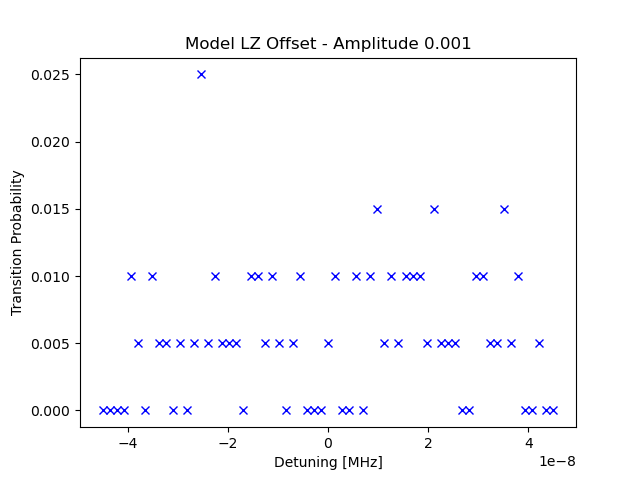 Model LZ Offset - Amplitude 0.001
0.025
0.020
0.015
0.010
0.005
0.000
Transition Probability
−4 −2 0 2 4
1e−8
Detuning [MHz]